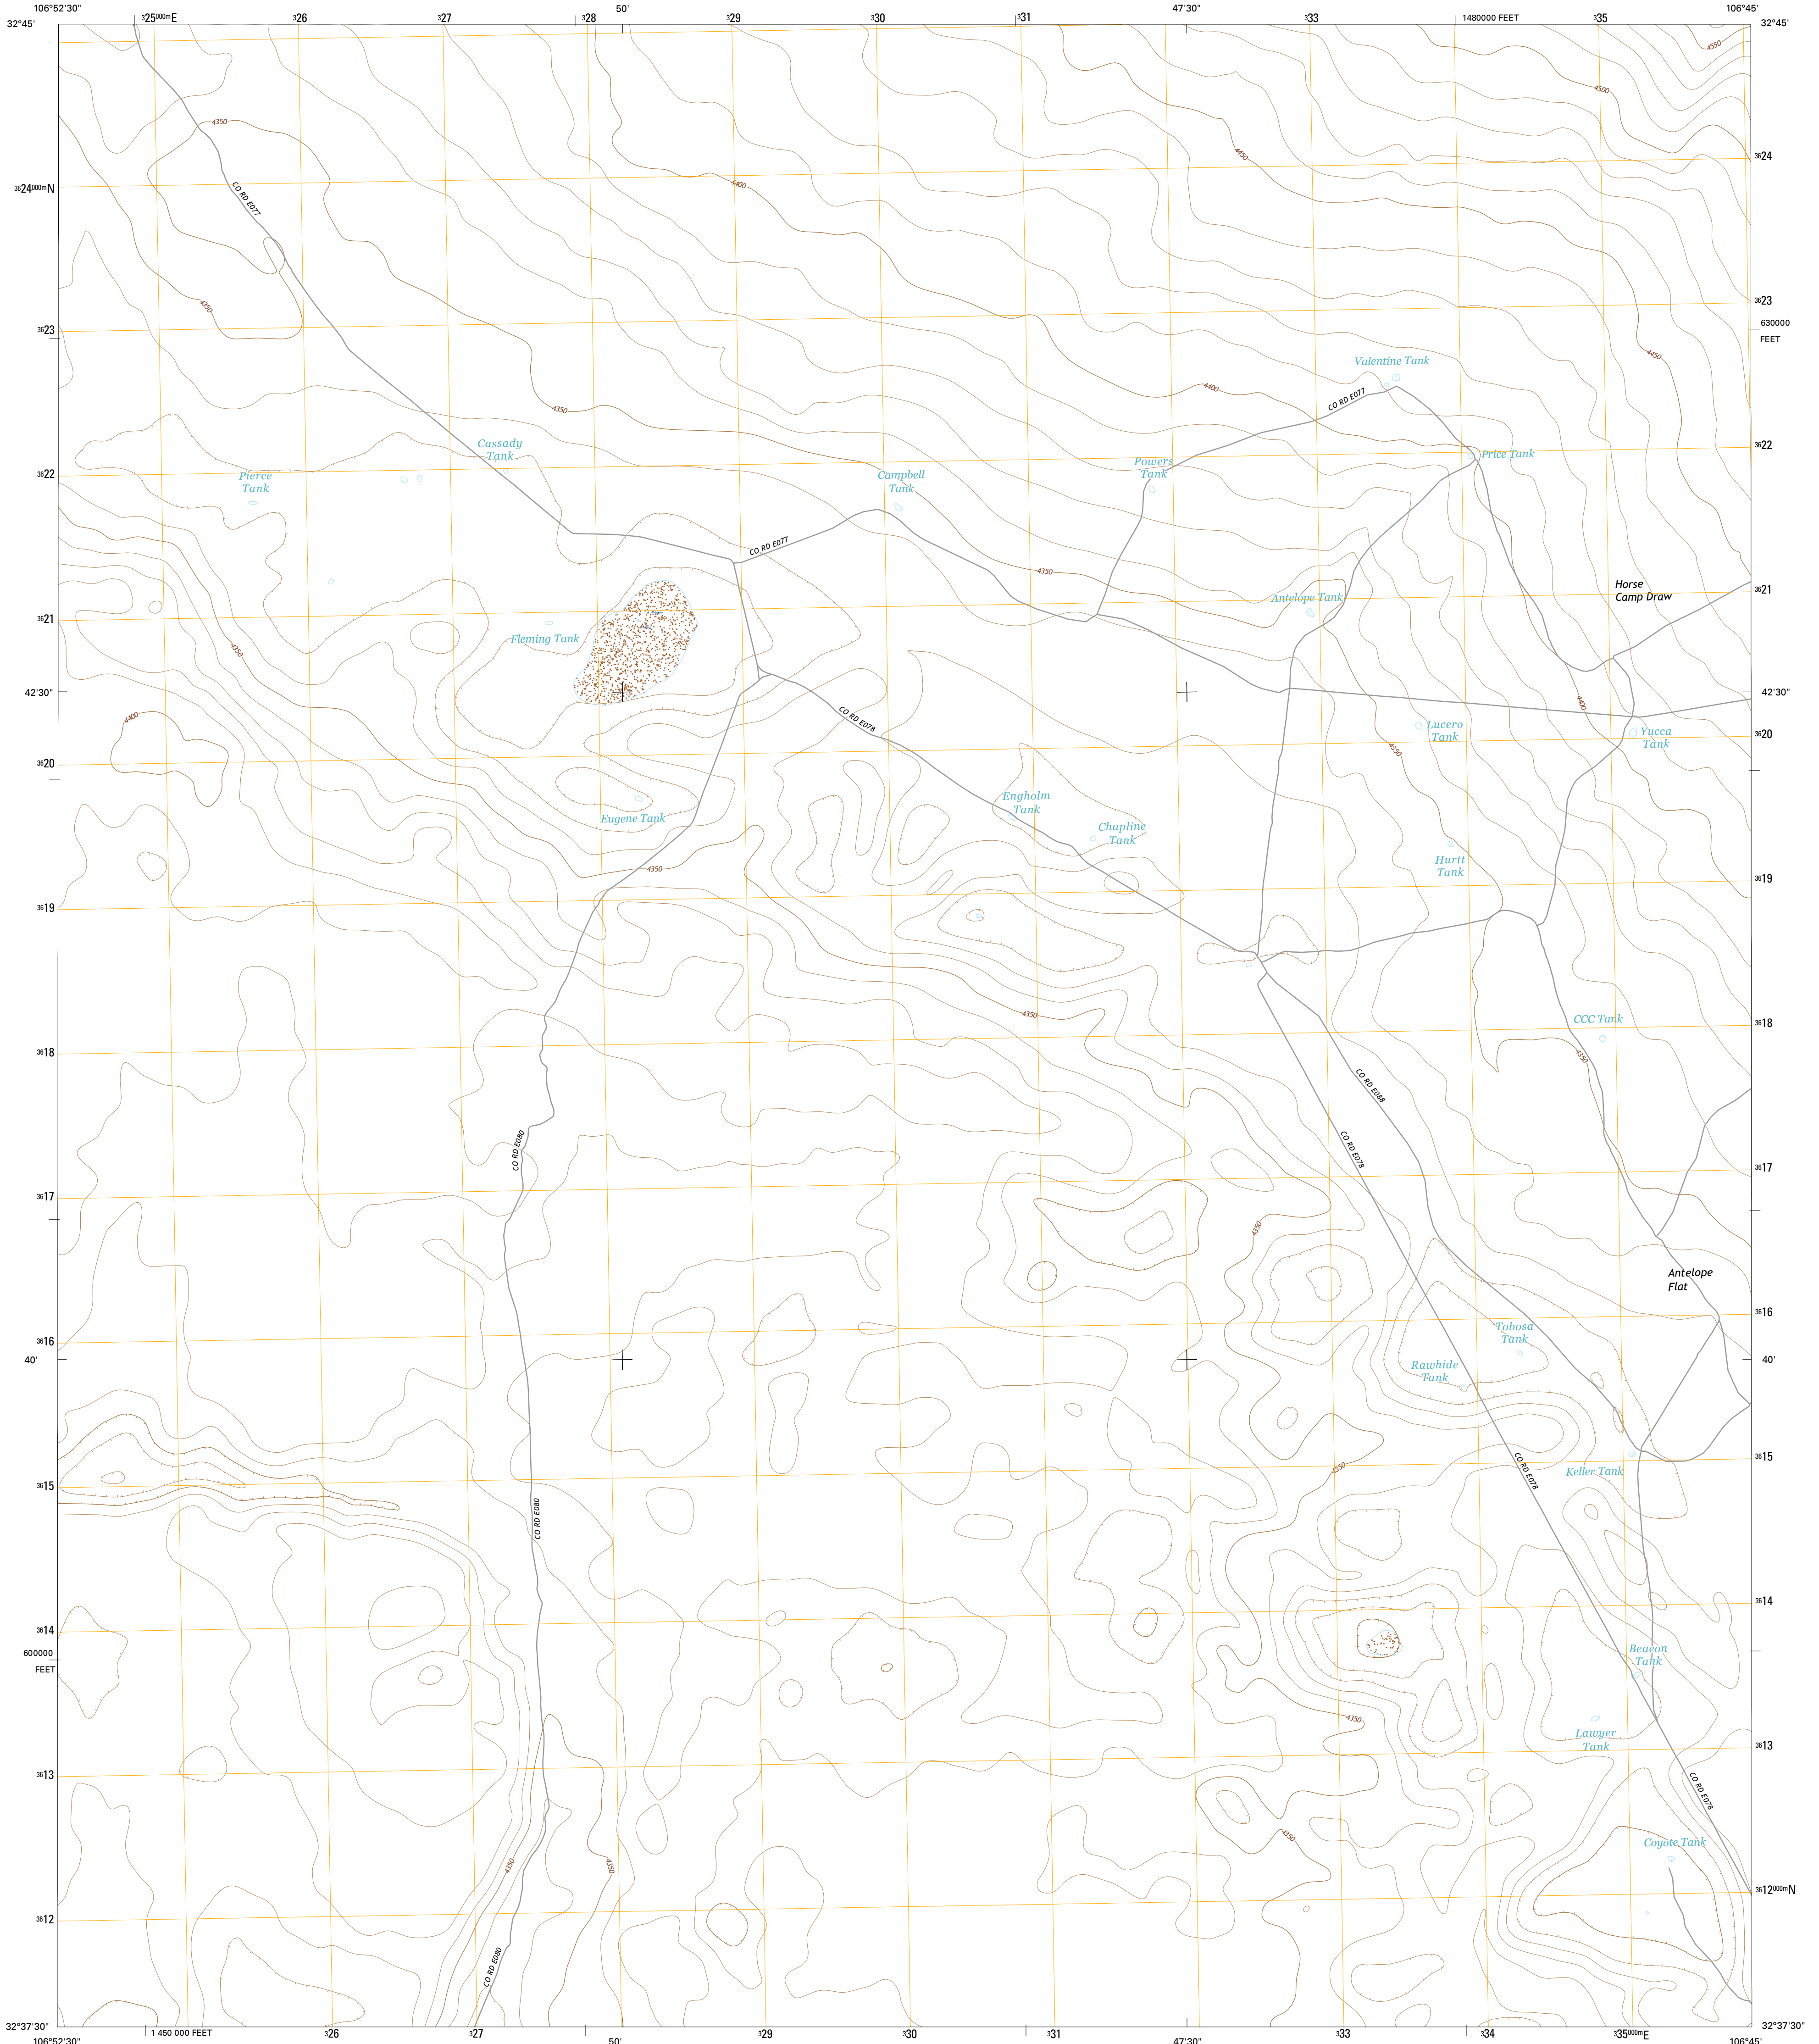 106°52'30"
³25⁰⁰⁰ᵐE
³26
³27
³28
50'
³29
³30
³31
47'30"
³33
1480000 FEET
³35
106°45'
32°45'
32°45'
4550
4500
4350
4450
4400
³⁶24
³⁶24⁰⁰⁰ᵐN
CO RD E077
4350
³⁶23
³⁶23
630000
FEET
4450
Valentine Tank
4400
CO RD E077
4350
Cassady
Tank
Pierce
Tank
Campbell
Tank
Powers
Tank
Price Tank
³⁶22
³⁶22
CO RD E077
4350
Horse
Camp Draw
Antelope Tank
³⁶21
³⁶21
Fleming Tank
4350
42'30"
42'30"
4400
4400
CO RD E078
Lucero
Tank
Yucca
Tank
4350
³⁶20
³⁶20
Engholm
Tank
Eugene Tank
Chapline
Tank
Hurtt
Tank
4350
³⁶19
³⁶19
4350
CCC Tank
³⁶18
³⁶18
4350
CO RD E088
CO RD E080
CO RD E078
³⁶17
³⁶17
4350
Antelope
Flat
³⁶16
³⁶16
Tobosa
Tank
40'
40'
Rawhide
Tank
4350
³⁶15
³⁶15
Keller Tank
CO RD E078
CO RD E080
³⁶14
³⁶14
600000
FEET
Beacon
Tank
4350
Lawyer
Tank
³⁶13
³⁶13
CO RD E078
4350
Coyote Tank
4350
4350
³⁶12⁰⁰⁰ᵐN
³⁶12
CO RD E080
32°37'30"
32°37'30"
106°52'30"
1 450 000 FEET
³26
³27
50'
³29
³30
³31
47'30"
³33
³34
³35⁰⁰⁰ᵐE
106°45'